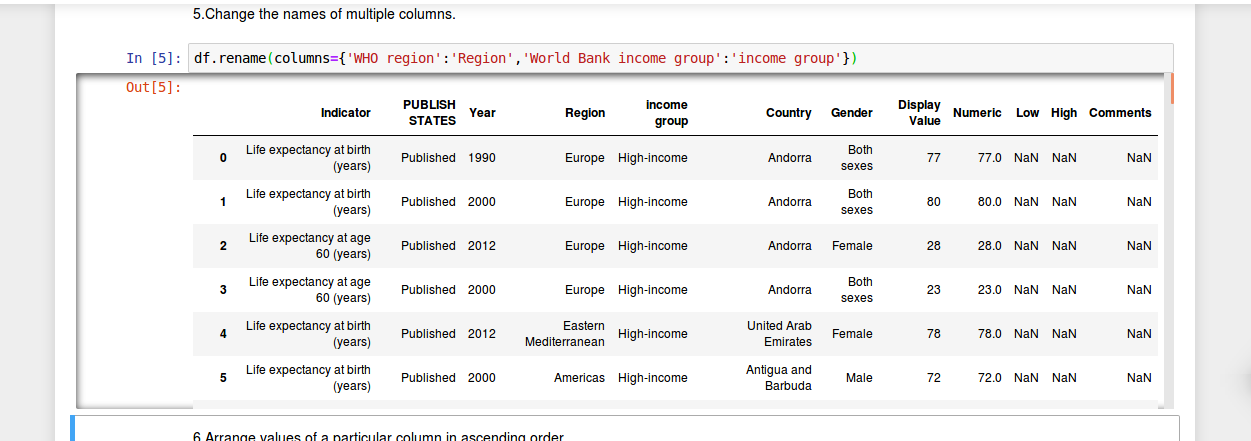 5.Change the names of multiple columns.
In [5]: df.rename(columns={'WHO region':'Region','World Bank income group':'income group'})
Out[5]:
Indicator PUBLISH STATES Year Region income group Country Gender Display Value Numeric Low High Comments
0 Life expectancy at birth (years) Published 1990 Europe High-income Andorra Both sexes 77 77.0 NaN NaN NaN
1 Life expectancy at birth (years) Published 2000 Europe High-income Andorra Both sexes 80 80.0 NaN NaN NaN
2 Life expectancy at age 60 (years) Published 2012 Europe High-income Andorra Female 28 28.0 NaN NaN NaN
3 Life expectancy at age 60 (years) Published 2000 Europe High-income Andorra Both sexes 23 23.0 NaN NaN NaN
4 Life expectancy at birth (years) Published 2012 Eastern Mediterranean High-income United Arab Emirates Female 78 78.0 NaN NaN NaN
5 Life expectancy at birth (years) Published 2000 Americas High-income Antigua and Barbuda Male 72 72.0 NaN NaN NaN
6.Arrange values of a particular column in ascending order